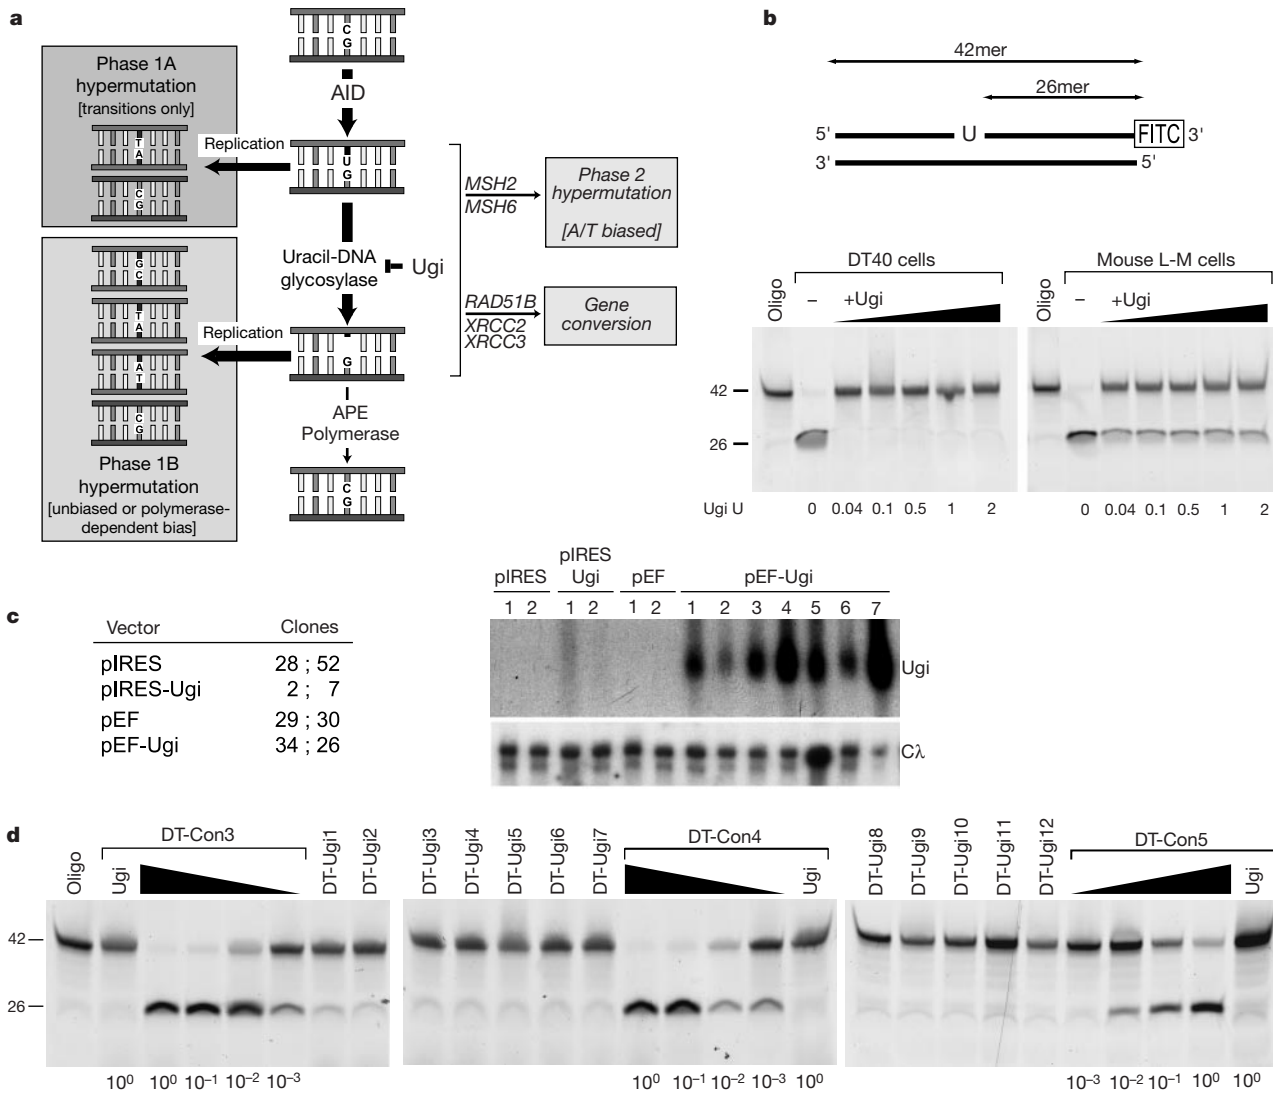 a
Phase 1A
hypermutation
[transitions only]
T
A
C
G
Replication
C
G
AID
U
G
Uracil-DNA
glycosylase
Ugi
G
APE
Polymerase
C
G
G
C
T
A
A
T
C
G
Replication
Phase 1B
hypermutation
[unbiased or polymerase-
dependent bias]
MSH2
MSH6
Phase 2
hypermutation
[A/T biased]
RAD51B
XRCC2
XRCC3
Gene
conversion
b
42mer
26mer
5' U FITC 3'
3' 5'
DT40 cells
Oligo – +Ugi
Mouse L-M cells
Oligo – +Ugi
42
26
Ugi U 0 0.04 0.1 0.5 1 2 0 0.04 0.1 0.5 1 2
c
Vector Clones
pIRES 28 ; 52
pIRES-Ugi 2 ; 7
pEF 29 ; 30
pEF-Ugi 34 ; 26
pIRES pIRES Ugi pEF pEF-Ugi
1 2 1 2 1 2 1 2 3 4 5 6 7
Ugi
Cλ
d
DT-Con3
Oligo Ugi DT-Ugi1 DT-Ugi2
DT-Con4
DT-Ugi3 DT-Ugi4 DT-Ugi5 DT-Ugi6 DT-Ugi7 Ugi
DT-Con5
DT-Ugi8 DT-Ugi9 DT-Ugi10 DT-Ugi11 DT-Ugi12 Ugi
42
26
10⁰ 10⁰ 10⁻¹ 10⁻² 10⁻³
10⁰ 10⁻¹ 10⁻² 10⁻³ 10⁰
10⁻³ 10⁻² 10⁻¹ 10⁰ 10⁰